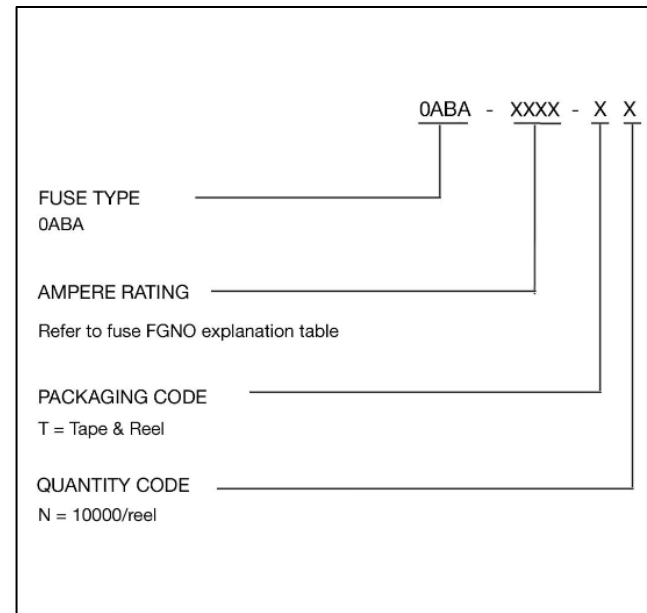 0ABA - XXXX - X X
FUSE TYPE
0ABA
AMPERE RATING
Refer to fuse FGNO explanation table
PACKAGING CODE
T = Tape & Reel
QUANTITY CODE
N = 10000/reel